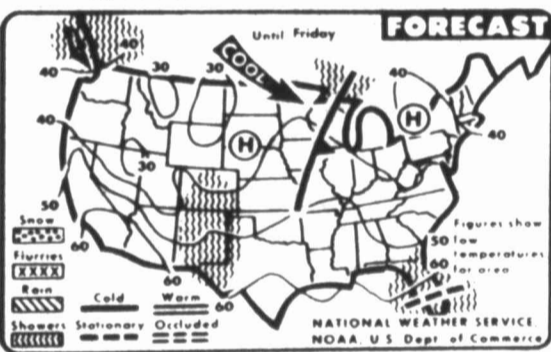 FORECAST
Until Friday
COOL
40
40
30
30
40
H
40
H
40
30
50
60
60
60
50
60
Snow
Flurries
Rain
Showers
Cold
Warm
Stationary
Occluded
Figures show
low
temperatures
for area
NATIONAL WEATHER SERVICE,
NOAA, U.S. Dept. of Commerce